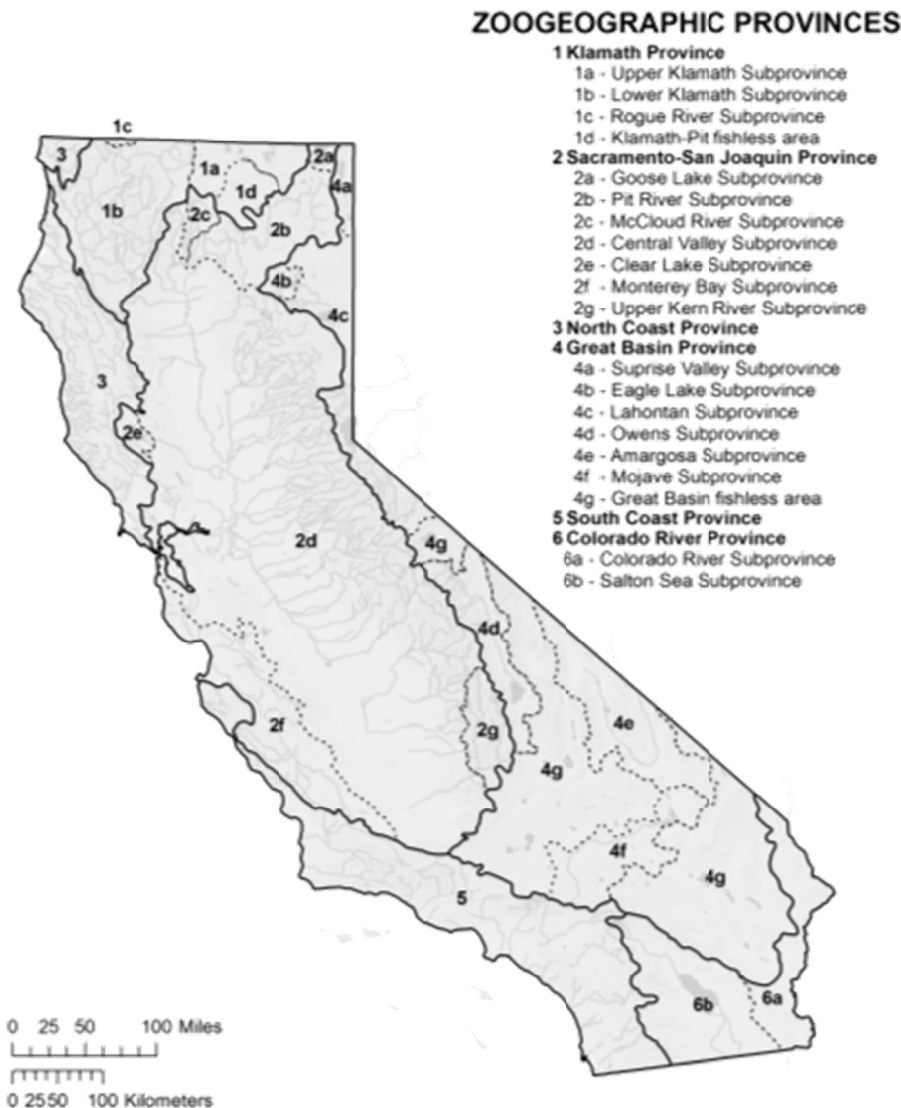 ZOOGEOGRAPHIC PROVINCES
1 Klamath Province
1a - Upper Klamath Subprovince
1b - Lower Klamath Subprovince
1c - Rogue River Subprovince
1d - Klamath-Pit fishless area
2 Sacramento-San Joaquin Province
2a - Goose Lake Subprovince
2b - Pit River Subprovince
2c - McCloud River Subprovince
2d - Central Valley Subprovince
2e - Clear Lake Subprovince
2f - Monterey Bay Subprovince
2g - Upper Kern River Subprovince
3 North Coast Province
4 Great Basin Province
4a - Suprise Valley Subprovince
4b - Eagle Lake Subprovince
4c - Lahontan Subprovince
4d - Owens Subprovince
4e - Amargosa Subprovince
4f - Mojave Subprovince
4g - Great Basin fishless area
5 South Coast Province
6 Colorado River Province
6a - Colorado River Subprovince
6b - Salton Sea Subprovince
1c
3
1a
2a
1d
4a
1b
2c
2b
4b
4c
3
2e
2d
4g
4d
2f
2g
4e
4g
4f
4g
5
6b
6a
0 25 50 100 Miles
0 25 50 100 Kilometers